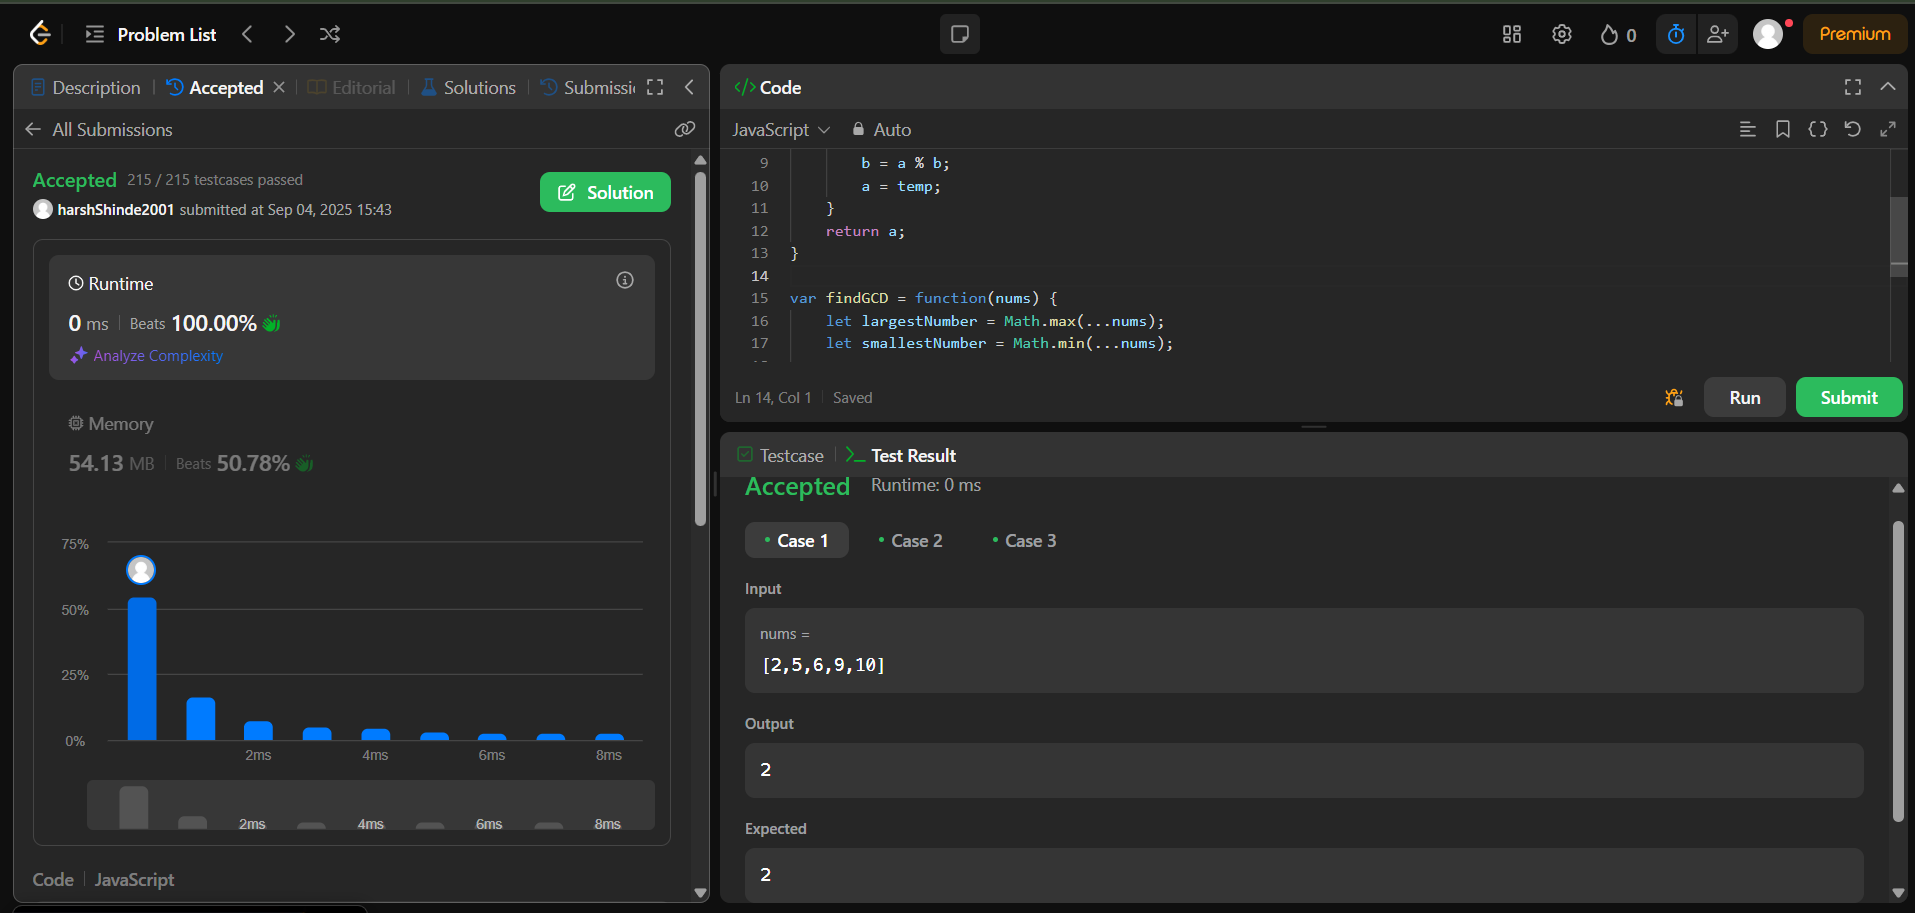 Problem List
0
Premium
Description
Accepted
Editorial
Solutions
Submissi
All Submissions
Accepted 215 / 215 testcases passed
harshShinde2001 submitted at Sep 04, 2025 15:43
Solution
Runtime
0 ms Beats 100.00%
Analyze Complexity
Memory
54.13 MB Beats 50.78%
75%
50%
25%
0%
2ms 4ms 6ms 8ms
2ms 4ms 6ms 8ms
Code JavaScript
</> Code
JavaScript Auto
9 b = a % b;
10 a = temp;
11 }
12 return a;
13 }
14
15 var findGCD = function(nums) {
16 let largestNumber = Math.max(...nums);
17 let smallestNumber = Math.min(...nums);
Ln 14, Col 1 Saved
Run
Submit
Testcase
Test Result
Accepted Runtime: 0 ms
Case 1 Case 2 Case 3
Input
nums =
[2,5,6,9,10]
Output
2
Expected
2